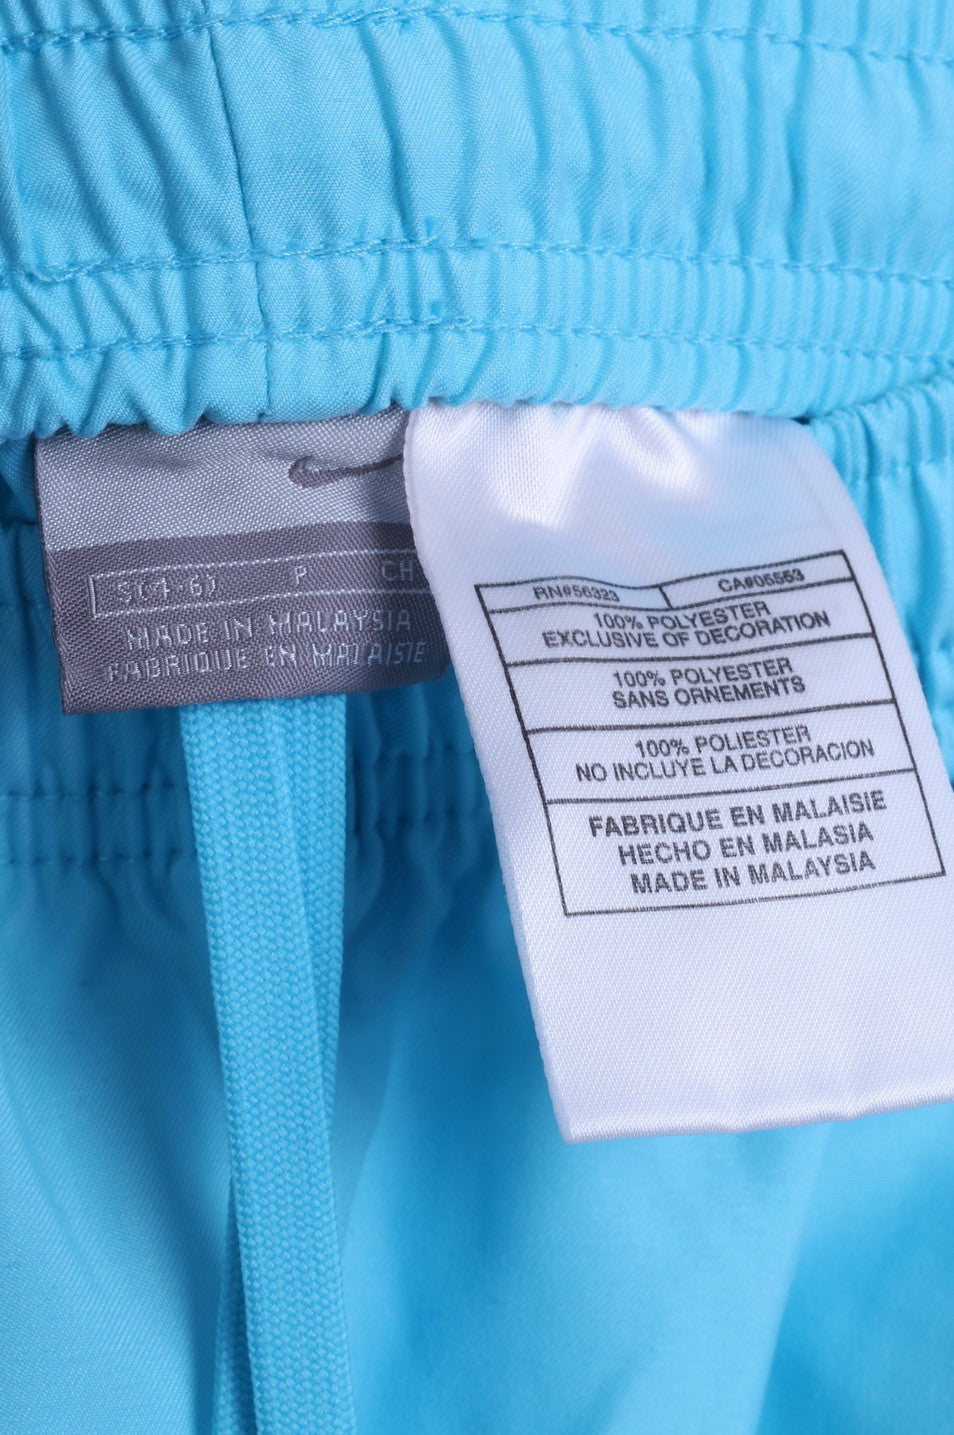 S(4-6) P CH
MADE IN MALAYSIA
FABRIQUE EN MALAISIE
RN#56323 CA#05553
100% POLYESTER
EXCLUSIVE OF DECORATION
100% POLYESTER
SANS ORNEMENTS
100% POLIESTER
NO INCLUYE LA DECORACION
FABRIQUE EN MALAISIE
HECHO EN MALASIA
MADE IN MALAYSIA